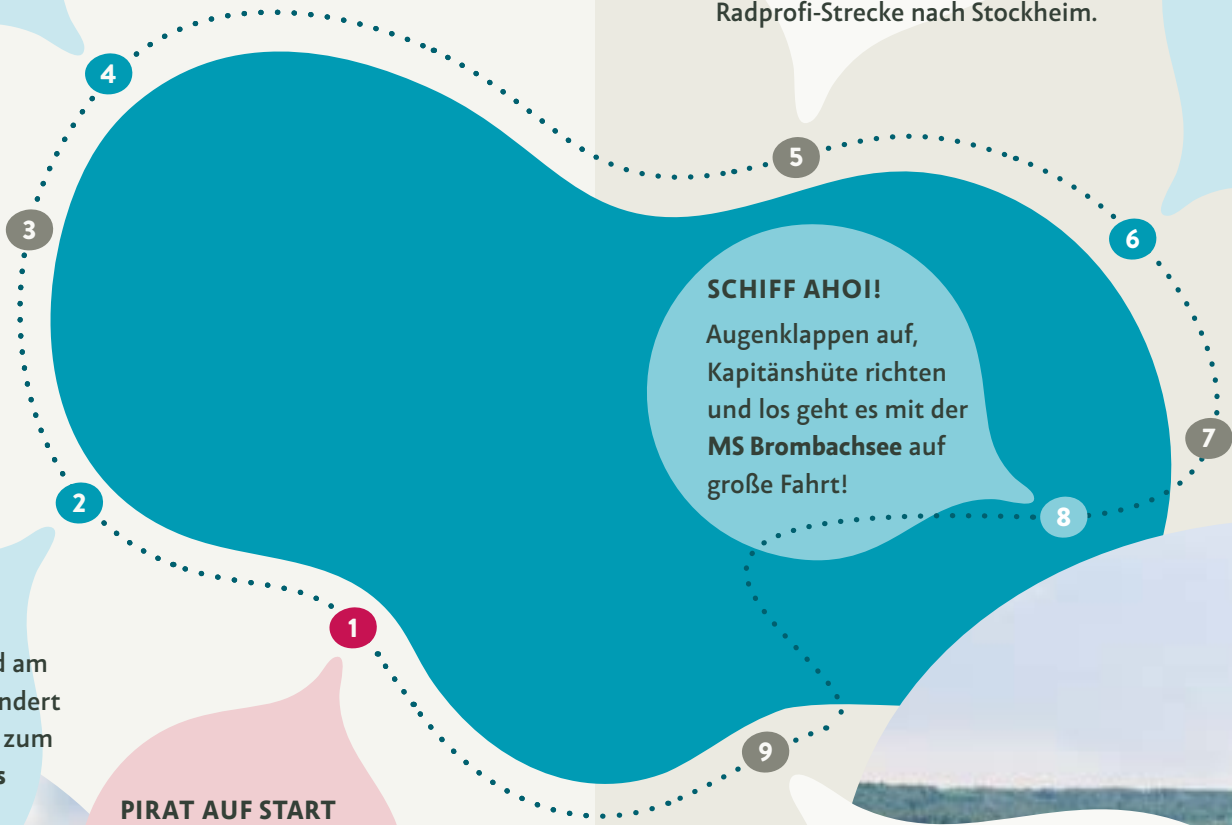 Radprofi-Strecke nach Stockheim.
4
5
3
6
SCHIFF AHOI!
Augenklappen auf,
Kapitänshüte richten
und los geht es mit der
MS Brombachsee auf
große Fahrt!
7
2
8
1
am
zum
9
PIRAT AUF START